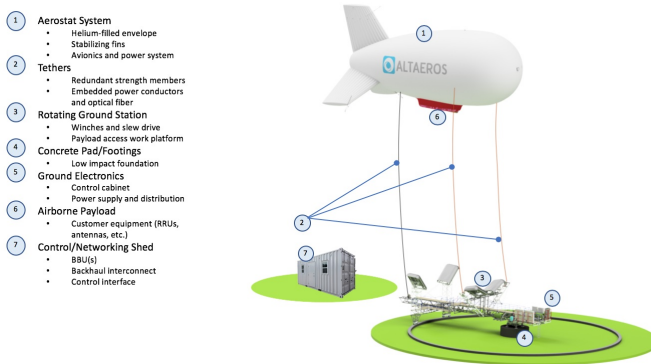 1 Aerostat System
• Helium-filled envelope
• Stabilizing fins
• Avionics and power system
2 Tethers
• Redundant strength members
• Embedded power conductors
and optical fiber
3 Rotating Ground Station
• Winches and slew drive
• Payload access work platform
4 Concrete Pad/Footings
• Low impact foundation
5 Ground Electronics
• Control cabinet
• Power supply and distribution
6 Airborne Payload
• Customer equipment (RRUs,
antennas, etc.)
7 Control/Networking Shed
• BBU(s)
• Backhaul interconnect
• Control interface
1
ALTAEROS
6
2
7
3
5
4